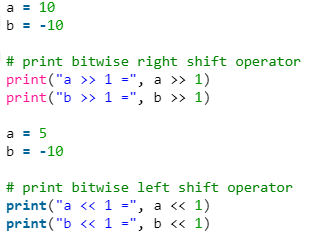 a = 10
b = -10
# print bitwise right shift operator
print("a >> 1 =", a >> 1)
print("b >> 1 =", b >> 1)
a = 5
b = -10
# print bitwise left shift operator
print("a << 1 =", a << 1)
print("b << 1 =", b << 1)